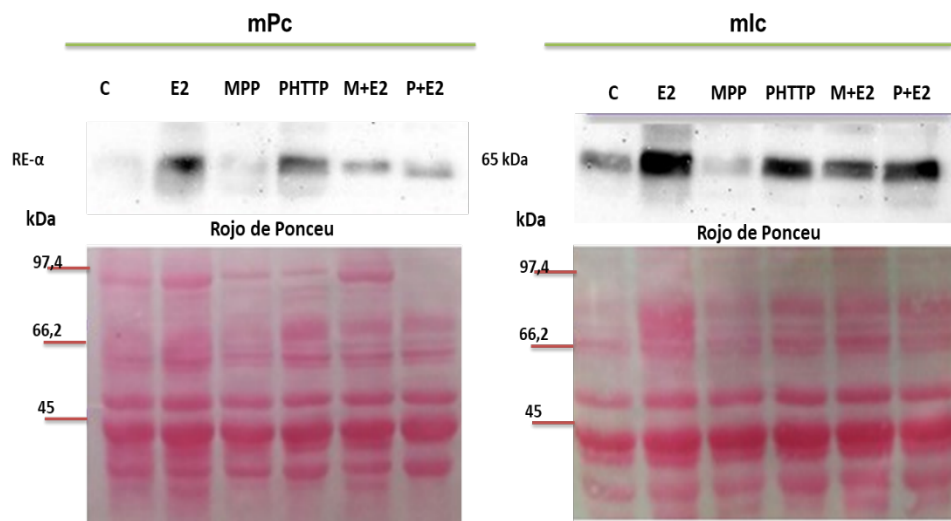 mPc
C E2 MPP PHTTP M+E2 P+E2
RE-α
kDa
Rojo de Ponceu
97,4
66,2
45
mIc
C E2 MPP PHTTP M+E2 P+E2
65 kDa
Rojo de Ponceu
97,4
66,2
45